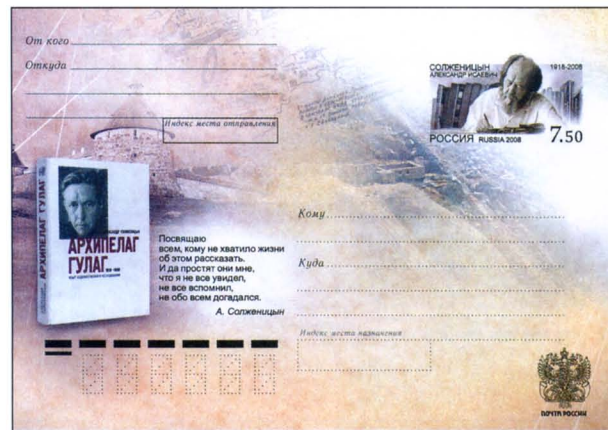 От кого
Откуда
Индекс места отправления
СОЛЖЕНИЦЫН 1918-2008
АЛЕКСАНДР ИСАЕВИЧ
РОССИЯ RUSSIA 2008 7.50
АРХИПЕЛАГ ГУЛАГ
АРХИПЕЛАГ
ГУЛАГ
Посвящаю
всем, кому не хватило жизни
об этом рассказать.
И да простят они мне,
что я не все увидел,
не все вспомнил,
не обо всем догадался.
А. Солженицын
Кому
Куда
Индекс места назначения
ПОЧТА РОССИИ